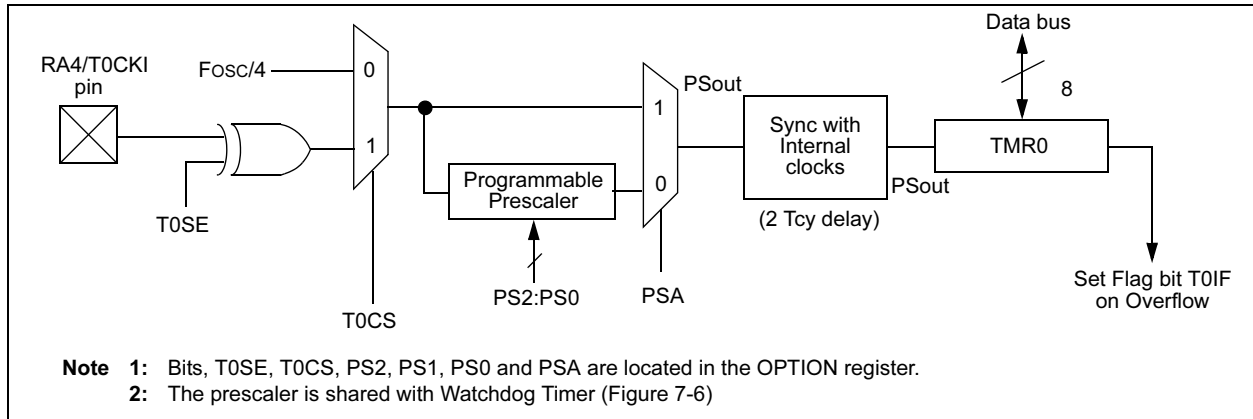 Data bus
RA4/T0CKI
pin
FOSC/4
0
1
T0SE
T0CS
Programmable
Prescaler
PS2:PS0
1
0
PSA
PSout
Sync with
Internal
clocks
(2 Tcy delay)
PSout
8
TMR0
Set Flag bit T0IF
on Overflow
Note 1: Bits, T0SE, T0CS, PS2, PS1, PS0 and PSA are located in the OPTION register.
2: The prescaler is shared with Watchdog Timer (Figure 7-6)